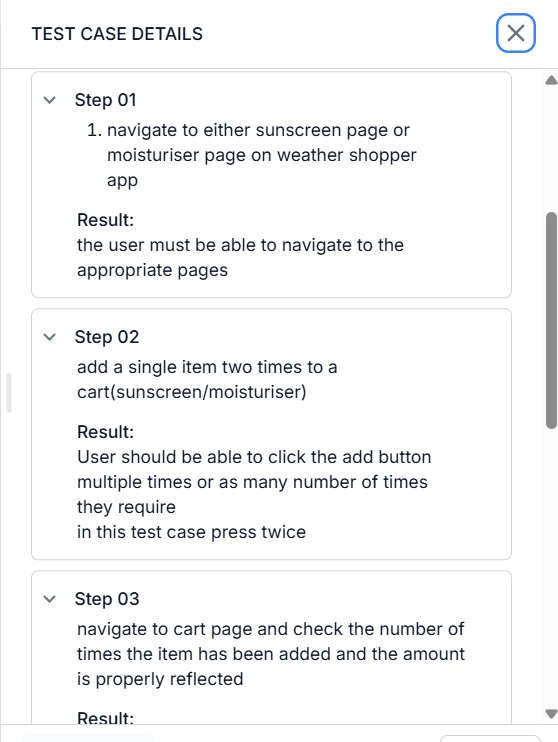 TEST CASE DETAILS
Step 01
1. navigate to either sunscreen page or
moisturiser page on weather shopper
app
Result:
the user must be able to navigate to the
appropriate pages
Step 02
add a single item two times to a
cart(sunscreen/moisturiser)
Result:
User should be able to click the add button
multiple times or as many number of times
they require
in this test case press twice
Step 03
navigate to cart page and check the number of
times the item has been added and the amount
is properly reflected
Result: